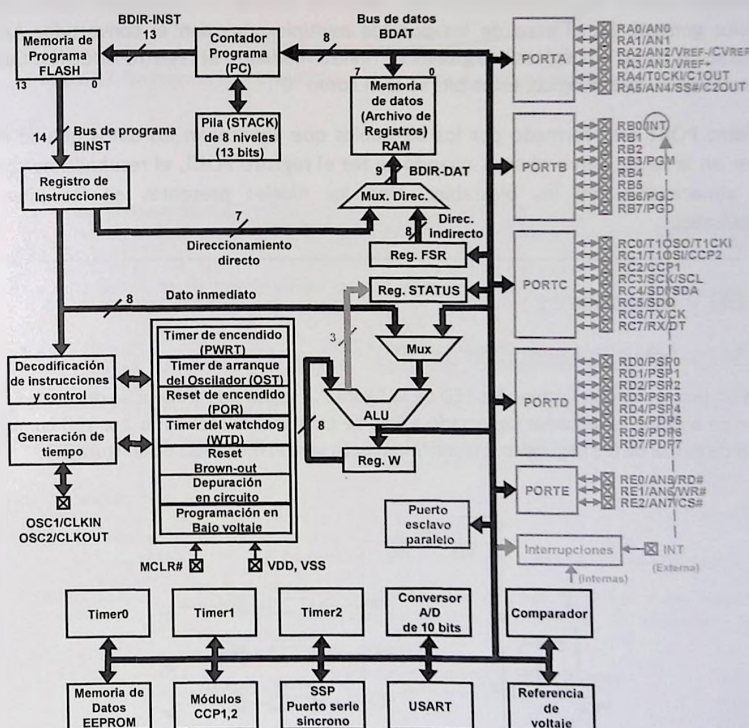 BDIR-INST
13
Memoria de
Programa
FLASH
13
0
Contador
Programa
(PC)
Bus de datos
BDAT
8
Pila (STACK)
de 8 niveles
(13 bits)
7
0
Memoria
de datos
(Archivo de
Registros)
RAM
14
Bus de programa
BINST
9
BDIR-DAT
Registro de
Instrucciones
Mux. Direc.
7
Direccionamiento
directo
8
Direc.
indirecto
Reg. FSR
8
Dato inmediato
Reg. STATUS
3
Mux
ALU
8
Reg. W
Decodificación
de instrucciones
y control
Generación de
tiempo
OSC1/CLKIN
OSC2/CLKOUT
Timer de encendido
(PWRT)
Timer de arranque
del Oscilador (OST)
Reset de encendido
(POR)
Timer del watchdog
(WTD)
Reset
Brown-out
Depuración
en circuito
Programación en
Bajo voltaje
MCLR#
VDD, VSS
PORTA
RA0/AN0
RA1/AN1
RA2/AN2/VREF-/CVREF
RA3/AN3/VREF+
RA4/T0CKI/C1OUT
RA5/AN4/SS#/C2OUT
PORTB
RB0/INT
RB1
RB2
RB3/PGM
RB4
RB5
RB6/PGC
RB7/PGD
PORTC
RC0/T1OSO/T1CKI
RC1/T1OSI/CCP2
RC2/CCP1
RC3/SCK/SCL
RC4/SDI/SDA
RC5/SDO
RC6/TX/CK
RC7/RX/DT
PORTD
RD0/PSP0
RD1/PSP1
RD2/PSP2
RD3/PSP3
RD4/PSP4
RD5/PDP5
RD6/PDP6
RD7/PDP7
PORTE
RE0/AN5/RD#
RE1/AN6/WR#
RE2/AN7/CS#
Puerto
esclavo
paralelo
Interrupciones
INT
(Externa)
(Internas)
Timer0
Timer1
Timer2
Conversor
A/D
de 10 bits
Comparador
Memoria de
Datos
EEPROM
Módulos
CCP1,2
SSP
Puerto serie
síncrono
USART
Referencia
de
voltaje